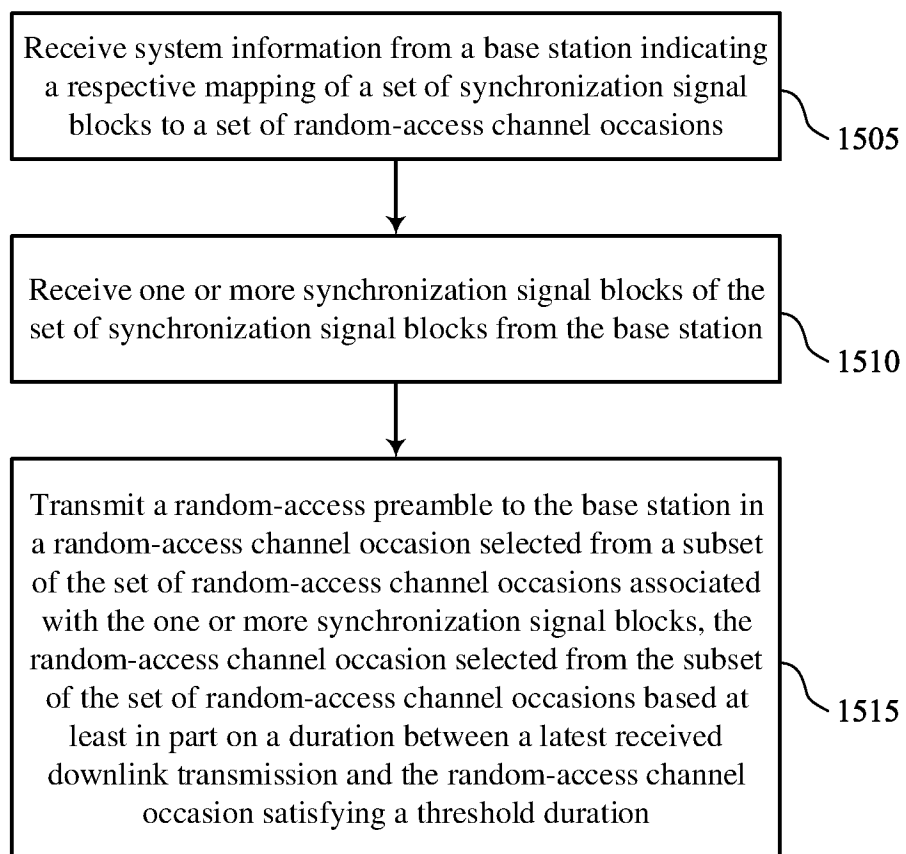 Receive system information from a base station indicating
a respective mapping of a set of synchronization signal
blocks to a set of random-access channel occasions
1505
Receive one or more synchronization signal blocks of the
set of synchronization signal blocks from the base station
1510
Transmit a random-access preamble to the base station in
a random-access channel occasion selected from a subset
of the set of random-access channel occasions associated
with the one or more synchronization signal blocks, the
random-access channel occasion selected from the subset
of the set of random-access channel occasions based at
least in part on a duration between a latest received
downlink transmission and the random-access channel
occasion satisfying a threshold duration
1515